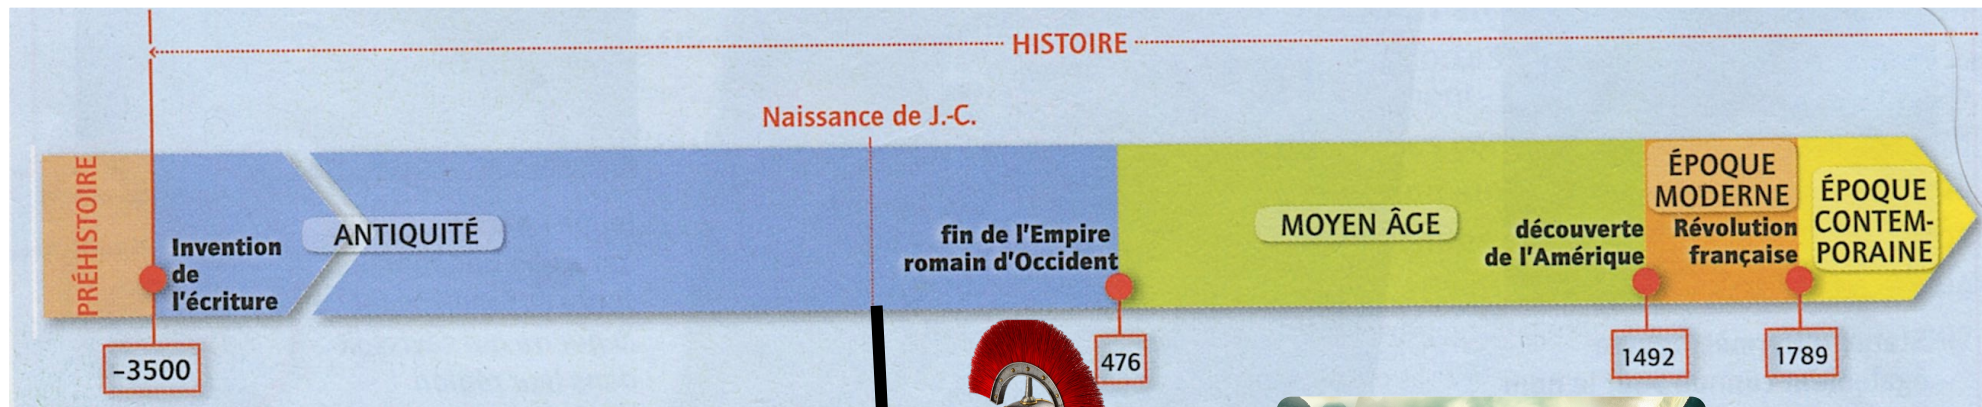 HISTOIRE
Naissance de J.-C.
PRÉHISTOIRE
Invention
de
l'écriture
ANTIQUITÉ
fin de l'Empire
romain d'Occident
MOYEN ÂGE
découverte
de l'Amérique
ÉPOQUE
MODERNE
Révolution
française
ÉPOQUE
CONTEM-
PORAINE
–3500
476
1492
1789